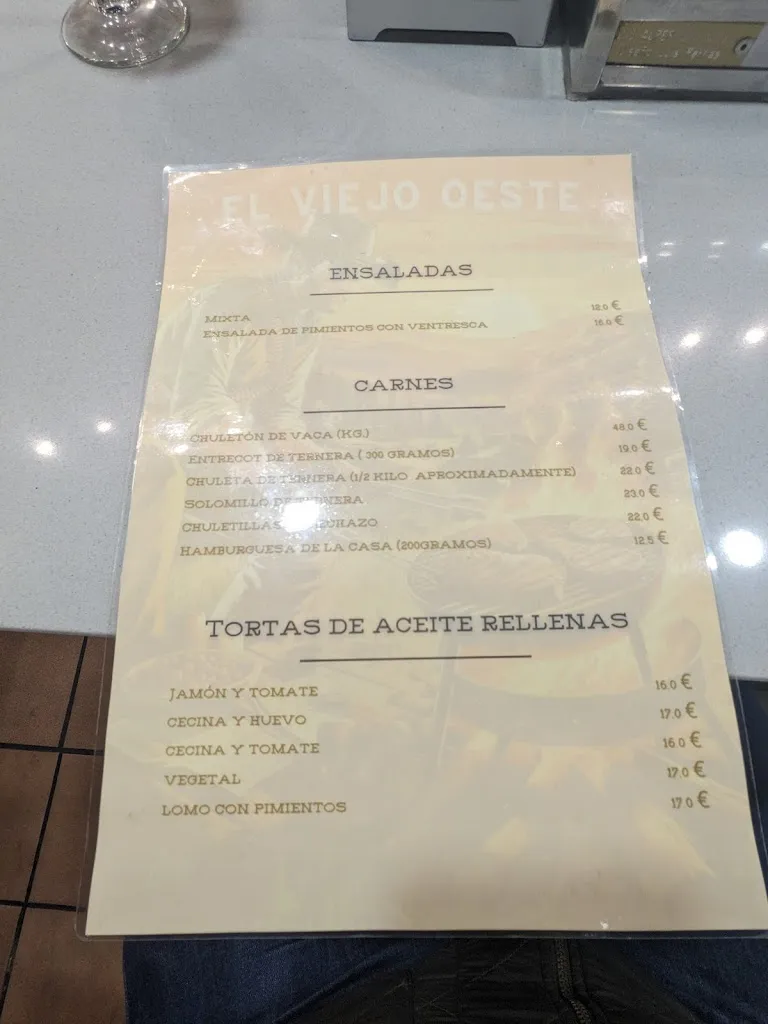 EL VIEJO OESTE
ENSALADAS
MIXTA 12.0 €
ENSALADA DE PIMIENTOS CON VENTRESCA 16.0 €
CARNES
CHULETÓN DE VACA (KG.) 48.0 €
ENTRECOT DE TERNERA ( 300 GRAMOS) 19.0 €
CHULETA DE TERNERA (1/2 KILO APROXIMADAMENTE) 22.0 €
SOLOMILLO DE TERNERA 23.0 €
CHULETILLAS 22.0 €
HAMBURGUESA DE LA CASA (200GRAMOS) 12.5 €
TORTAS DE ACEITE RELLENAS
JAMÓN Y TOMATE 16.0 €
CECINA Y HUEVO 17.0 €
CECINA Y TOMATE 16.0 €
VEGETAL 17.0 €
LOMO CON PIMIENTOS 17.0 €